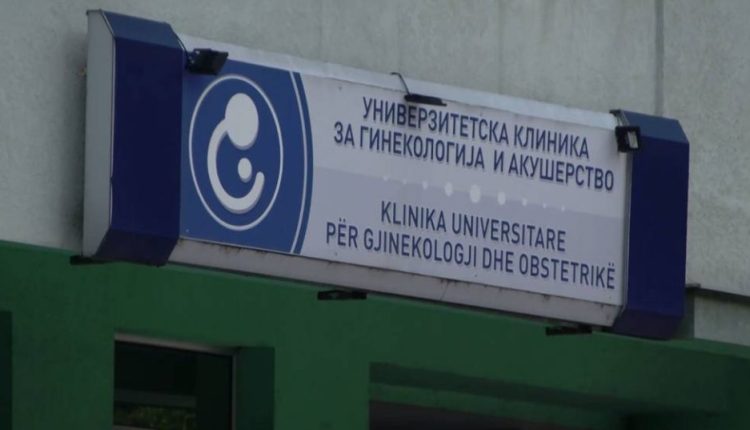 УНИВЕРЗИТЕТСКА КЛИНИКА
ЗА ГИНЕКОЛОГИЈА И АКУШЕРСТВО
KLINIKA UNIVERSITARE
PËR GJINEKOLOGJI DHE OBSTETRIKË